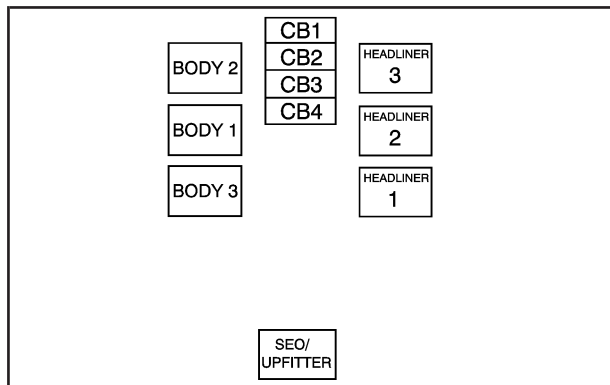 CB1
CB2
CB3
CB4
BODY 2
BODY 1
BODY 3
HEADLINER
3
HEADLINER
2
HEADLINER
1
SEO/
UPFITTER